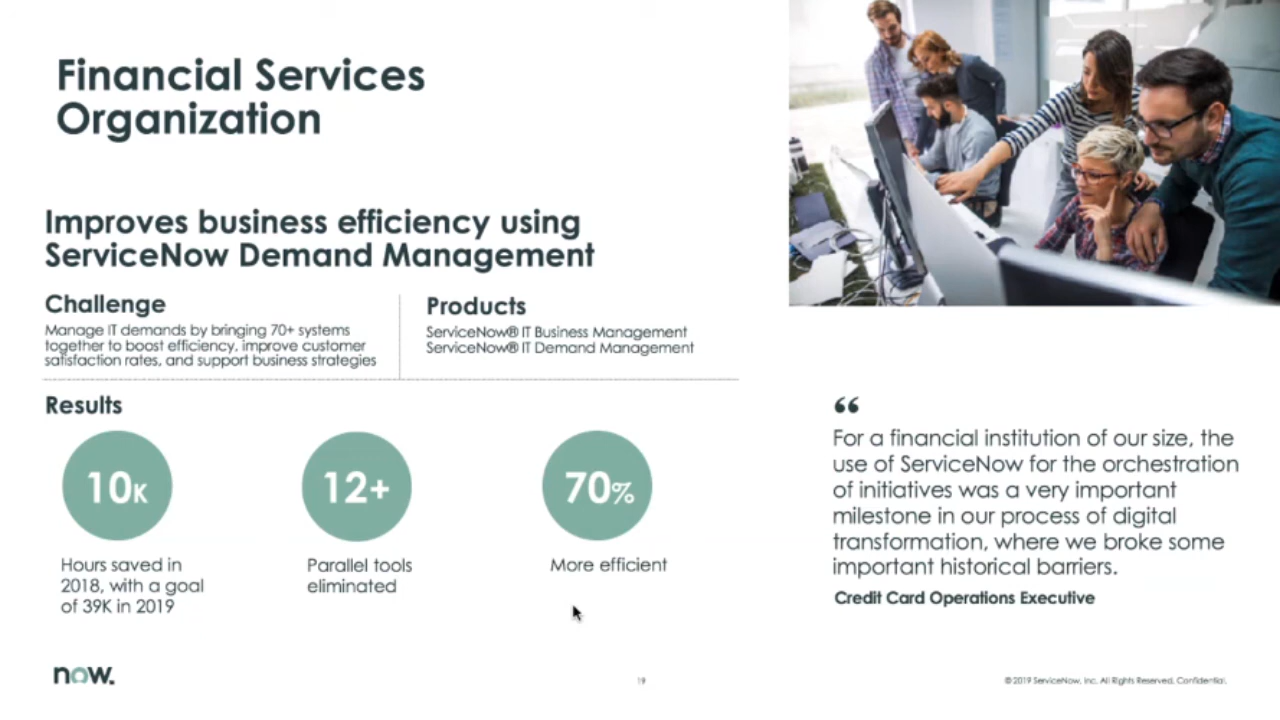 Financial Services
Organization
Improves business efficiency using
ServiceNow Demand Management
Challenge
Manage IT demands by bringing 70+ systems
together to boost efficiency, improve customer
satisfaction rates, and support business strategies
Products
ServiceNow® IT Business Management
ServiceNow® IT Demand Management
Results
10K
Hours saved in
2018, with a goal
of 39K in 2019
12+
Parallel tools
eliminated
70%
More efficient
“
For a financial institution of our size, the
use of ServiceNow for the orchestration
of initiatives was a very important
milestone in our process of digital
transformation, where we broke some
important historical barriers.
Credit Card Operations Executive
now.
19
© 2019 ServiceNow, Inc. All Rights Reserved. Confidential.